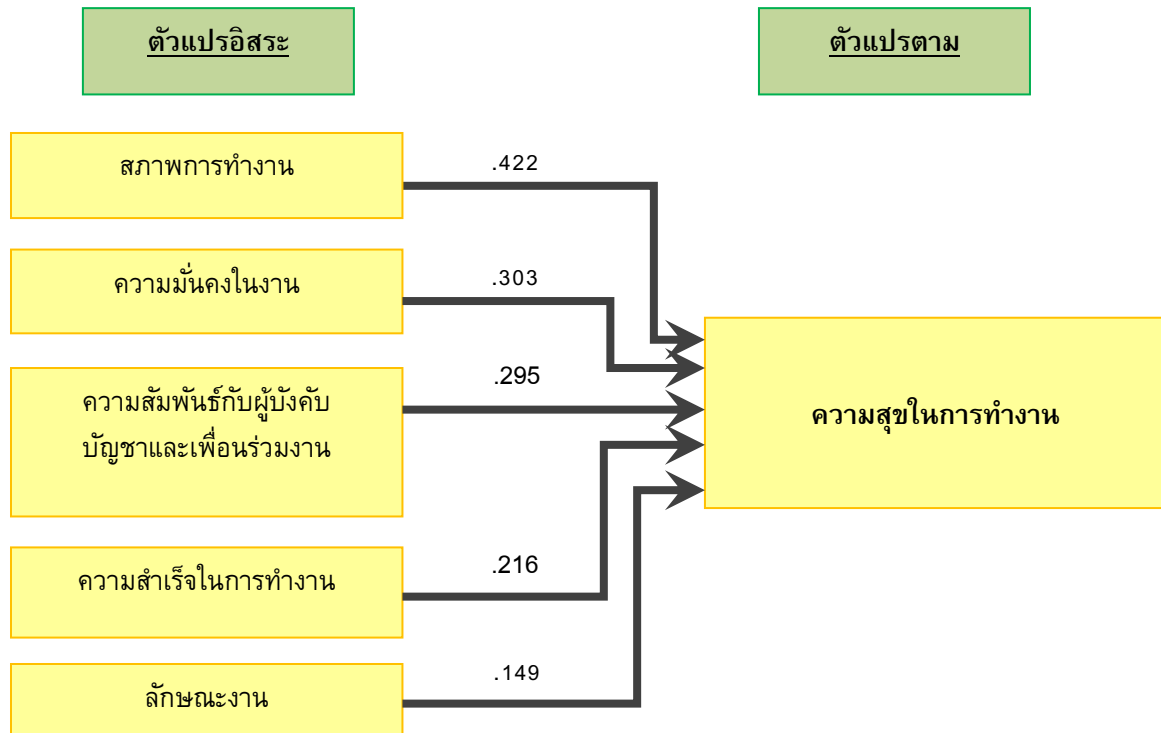 ตัวแปรอิสระ
ตัวแปรตาม
สภาพการทำงาน
.422
ความมั่นคงในงาน
.303
ความสัมพันธ์กับผู้บังคับ
บัญชาและเพื่อนร่วมงาน
.295
ความสุขในการทำงาน
ความสำเร็จในการทำงาน
.216
ลักษณะงาน
.149